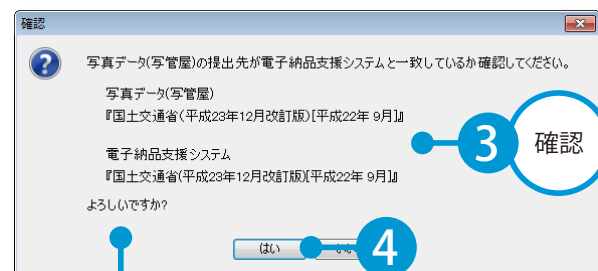 確認
写真データ(写管屋)の提出先が電子納品支援システムと一致しているか確認してください。
写真データ(写管屋)
『国土交通省(平成23年12月改訂版)[平成22年 9月]』
電子納品支援システム
『国土交通省(平成23年12月改訂版)[平成22年 9月]』
よろしいですか?
3
確認
はい
4